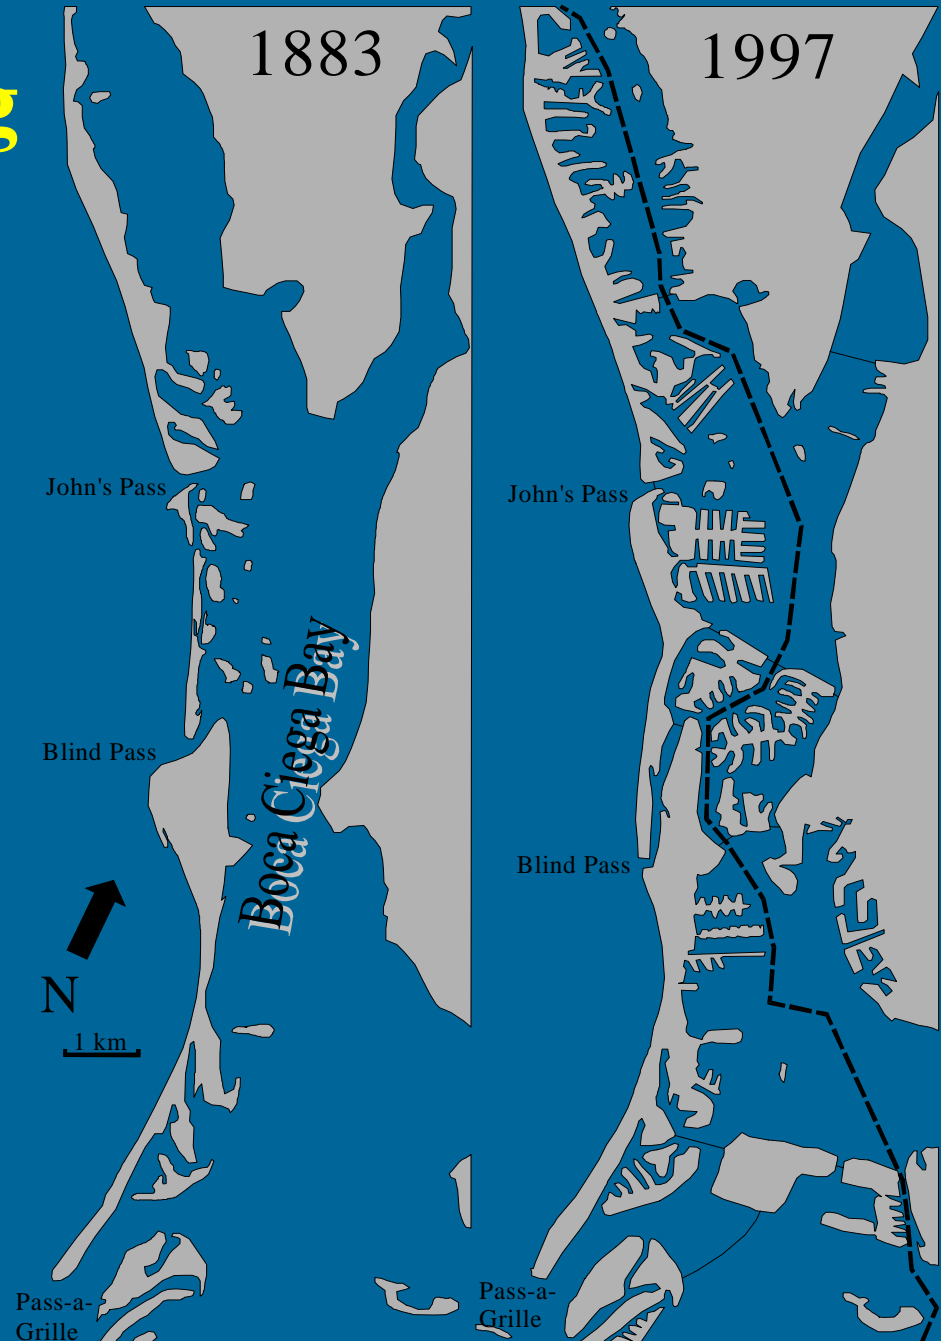 1883
1997
g
John's Pass
John's Pass
Boca Ciega Bay
Blind Pass
Blind Pass
N
1 km
Pass-a-
Grille
Pass-a-
Grille